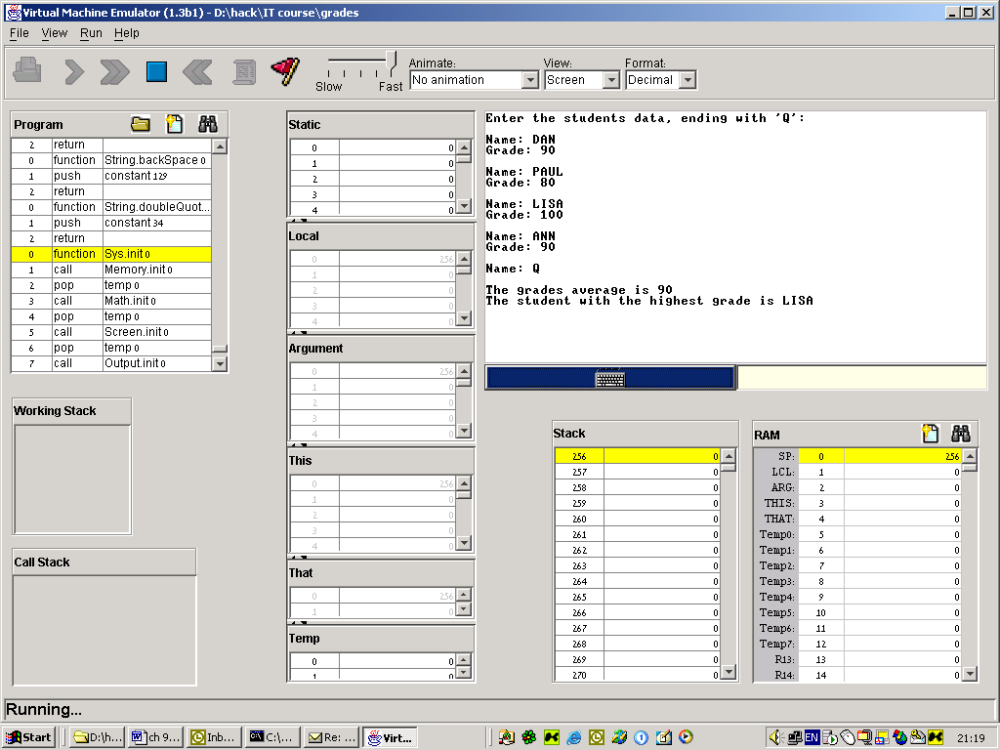 Virtual Machine Emulator (1.3b1) - D:\hack\IT course\grades
File View Run Help
Slow Fast
Animate:
No animation
View:
Screen
Format:
Decimal
Program
2 return
0 function String.backSpace 0
1 push constant 129
2 return
0 function String.doubleQuot...
1 push constant 34
2 return
0 function Sys.init 0
1 call Memory.init 0
2 pop temp 0
3 call Math.init 0
4 pop temp 0
5 call Screen.init 0
6 pop temp 0
7 call Output.init 0
Working Stack
Call Stack
Static
0 0
1 0
2 0
3 0
4 0
Local
0 256
1 0
2 0
3 0
4 0
Argument
0 256
1 0
2 0
3 0
4 0
This
0 256
1 0
2 0
3 0
4 0
That
0 256
1 0
Temp
0 0
1 0
Enter the students data, ending with 'Q':
Name: DAN
Grade: 90
Name: PAUL
Grade: 80
Name: LISA
Grade: 100
Name: ANN
Grade: 90
Name: Q
The grades average is 90
The student with the highest grade is LISA
Stack
256 0
257 0
258 0
259 0
260 0
261 0
262 0
263 0
264 0
265 0
266 0
267 0
268 0
269 0
270 0
RAM
SP: 0 256
LCL: 1 0
ARG: 2 0
THIS: 3 0
THAT: 4 0
Temp0: 5 0
Temp1: 6 0
Temp2: 7 0
Temp3: 8 0
Temp4: 9 0
Temp5: 10 0
Temp6: 11 0
Temp7: 12 0
R13: 13 0
R14: 14 0
Running...
Start D:\h... ch 9... Inb... C:\... Re: ... Virt... EN 21:19